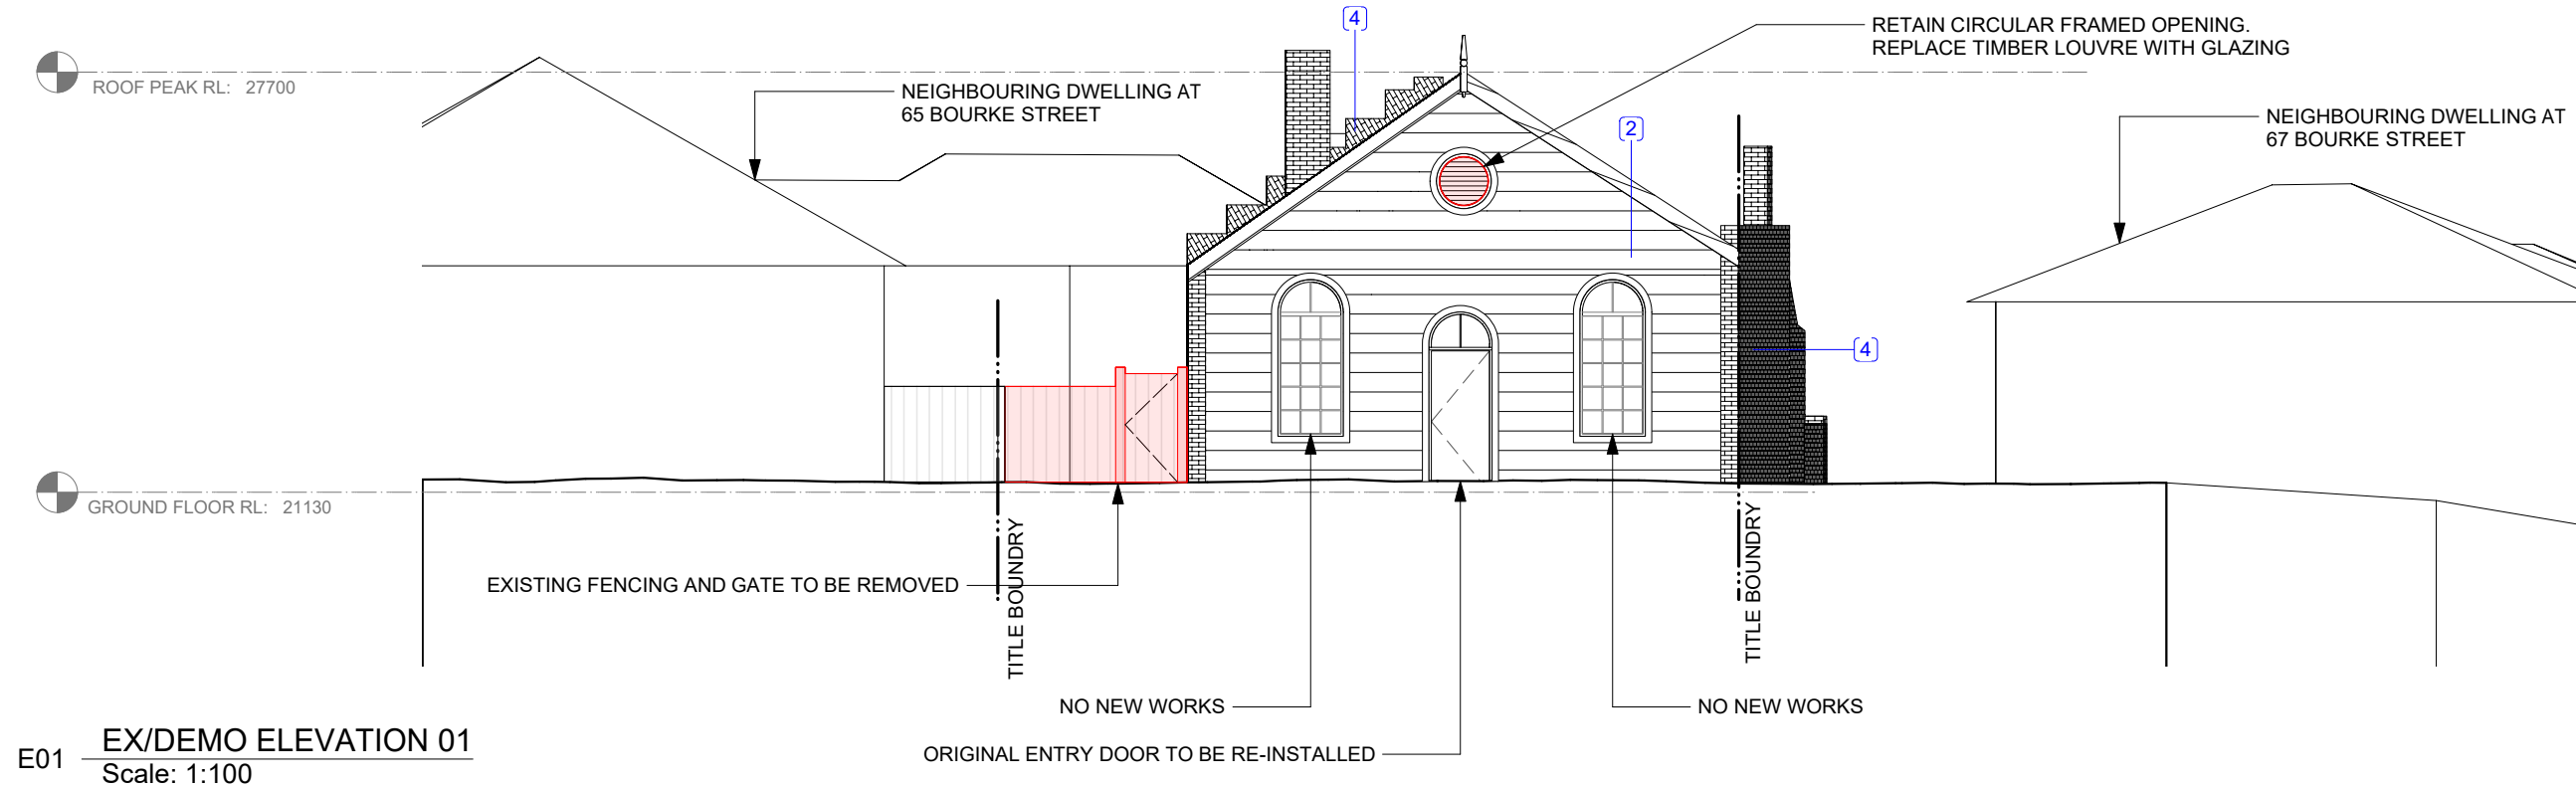 4
RETAIN CIRCULAR FRAMED OPENING.
REPLACE TIMBER LOUVRE WITH GLAZING
ROOF PEAK RL: 27700
NEIGHBOURING DWELLING AT
65 BOURKE STREET
2
NEIGHBOURING DWELLING AT
67 BOURKE STREET
4
GROUND FLOOR RL: 21130
TITLE BOUNDRY
TITLE BOUNDRY
EXISTING FENCING AND GATE TO BE REMOVED
NO NEW WORKS
NO NEW WORKS
ORIGINAL ENTRY DOOR TO BE RE-INSTALLED
E01
EX/DEMO ELEVATION 01
Scale: 1:100